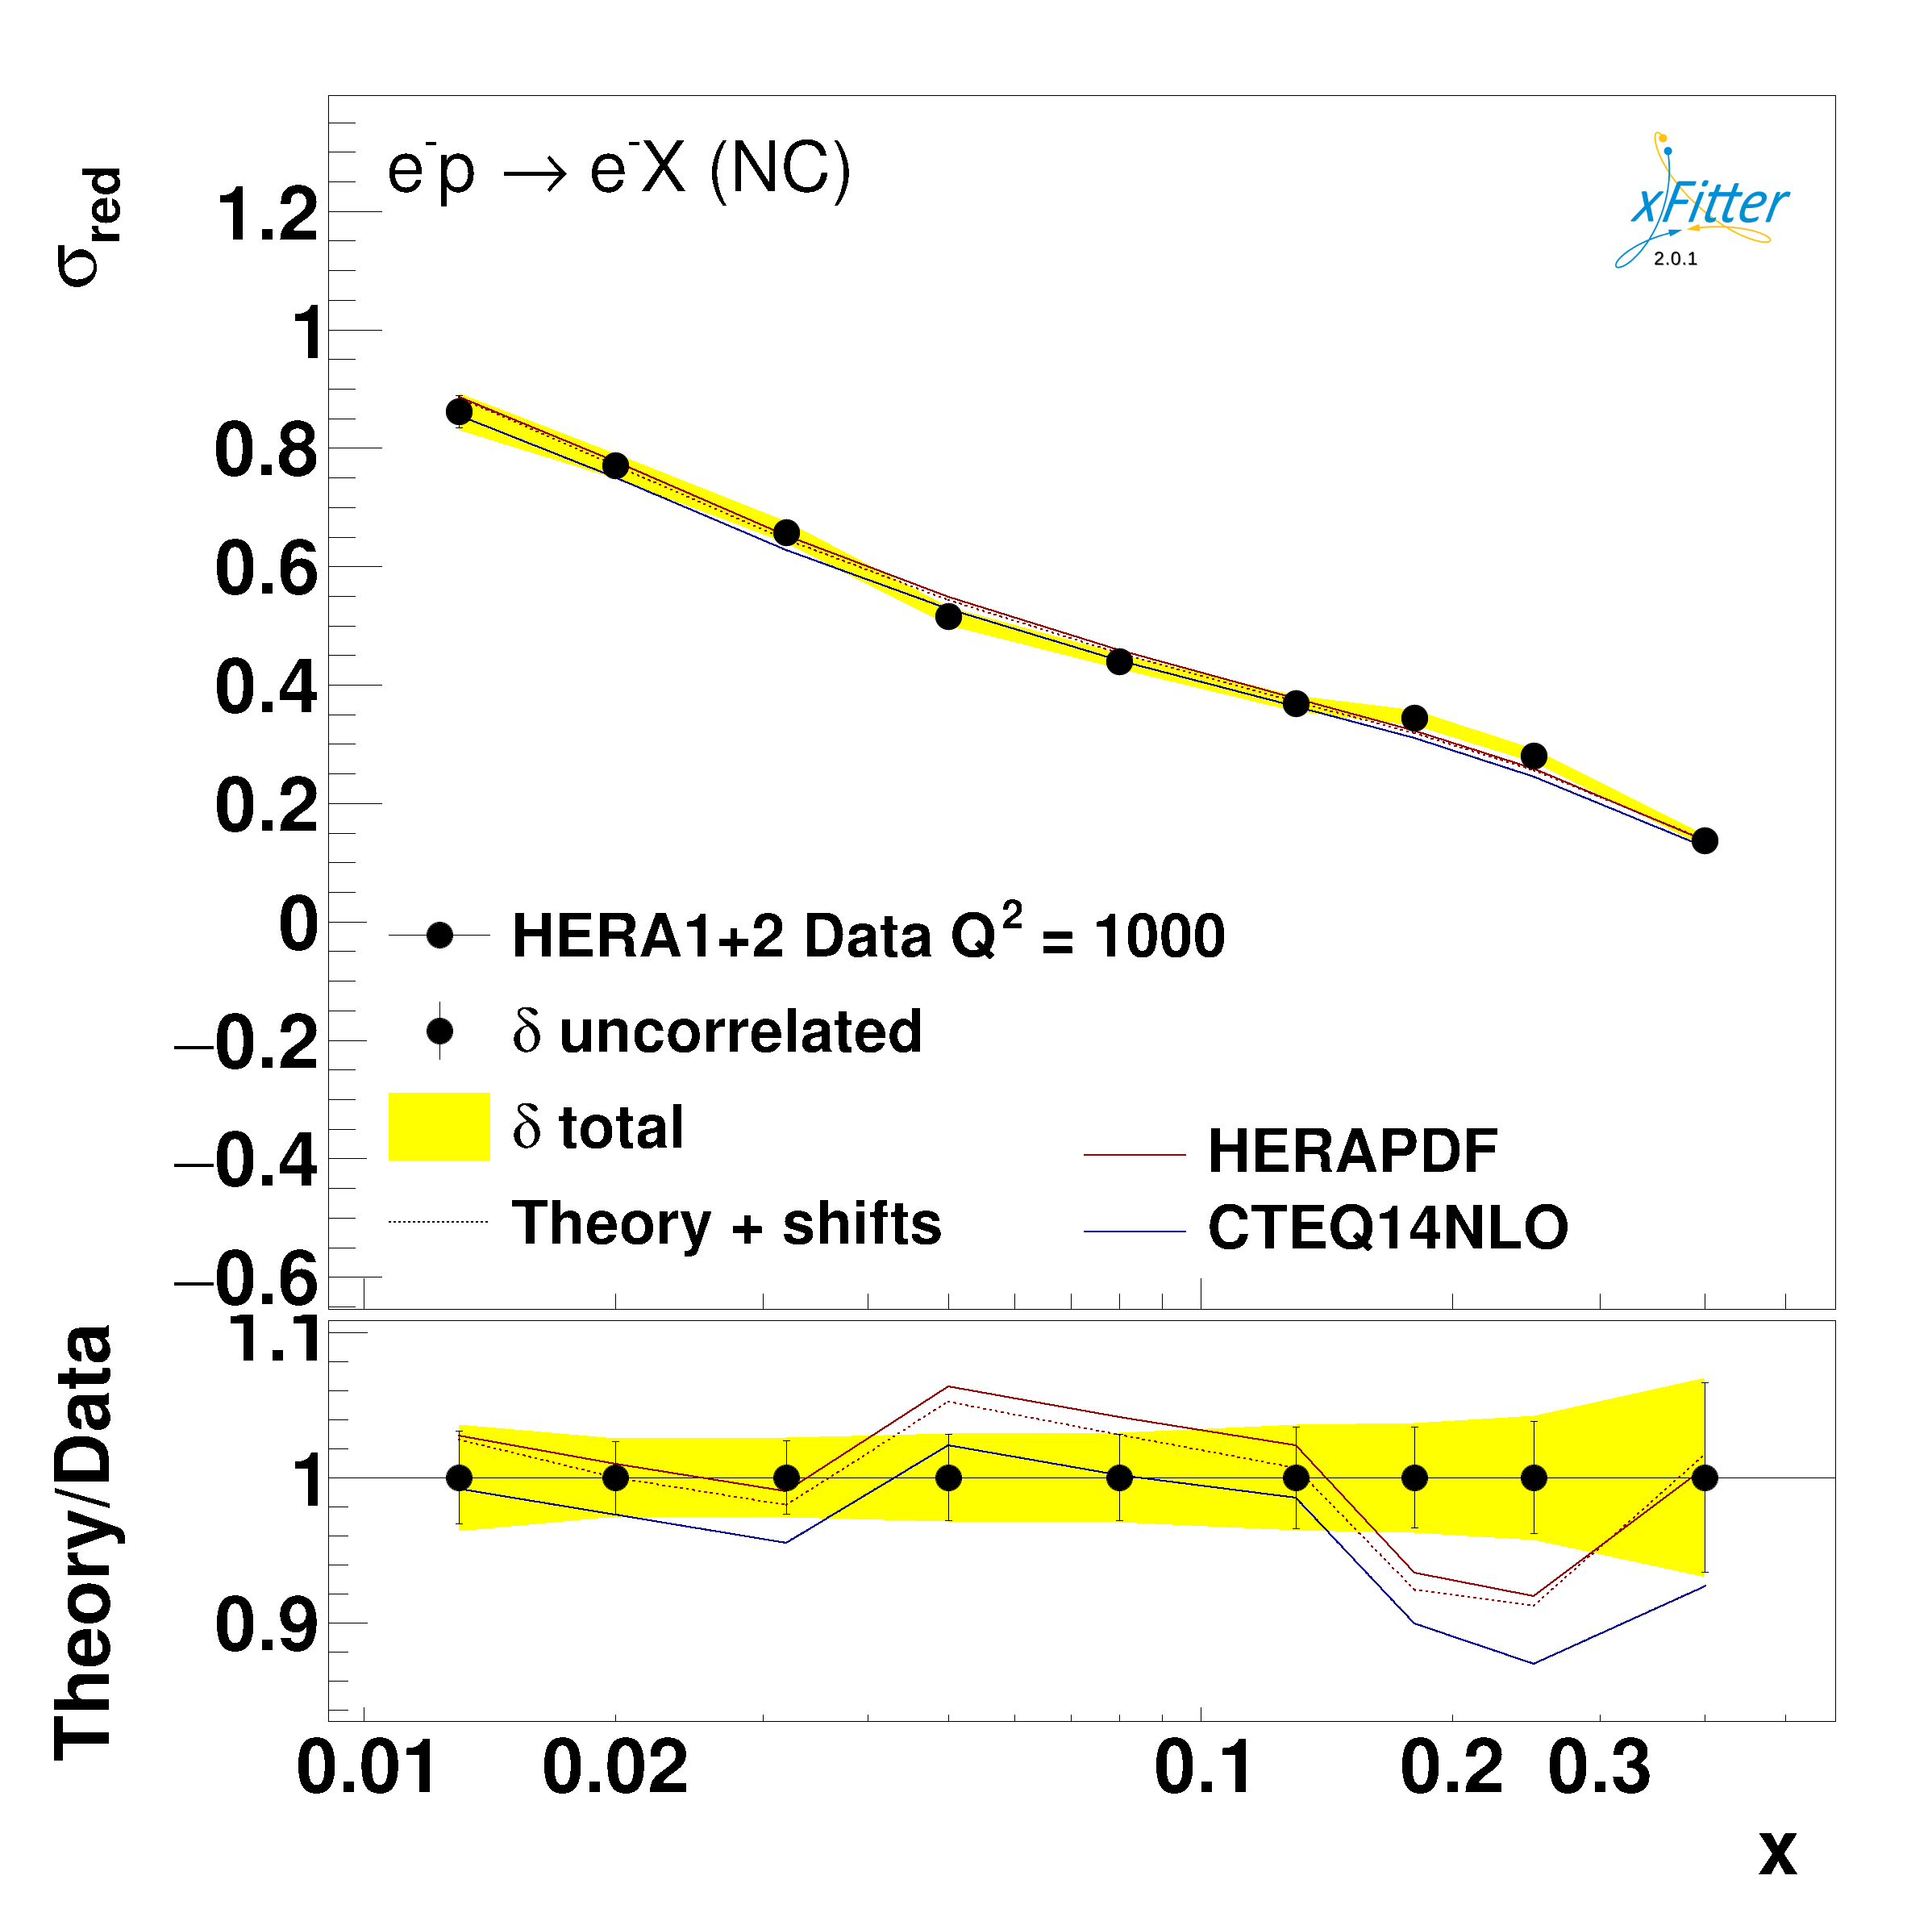 e-p → e-X (NC)
xFitter
2.0.1
σred
1.2
1
0.8
0.6
0.4
0.2
0
−0.2
−0.4
−0.6
HERA1+2 Data Q2 = 1000
δ uncorrelated
δ total
Theory + shifts
HERAPDF
CTEQ14NLO
Theory/Data
1.1
1
0.9
0.01 0.02 0.1 0.2 0.3
x